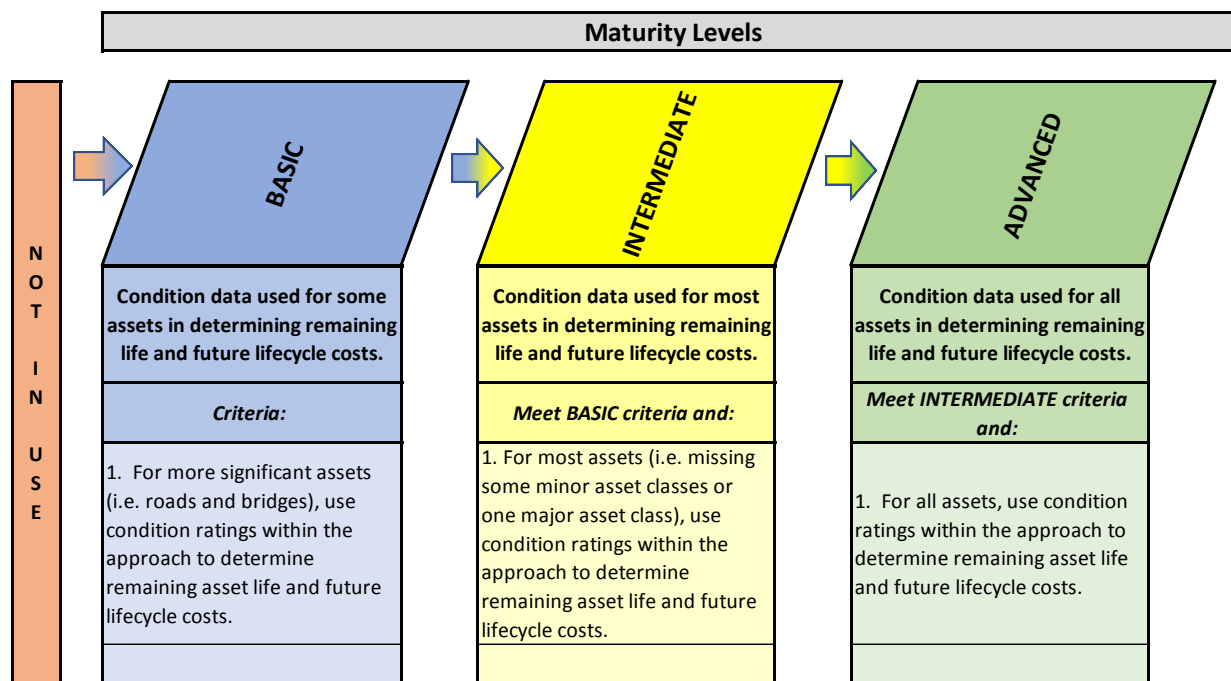 Maturity Levels
N
O
T
I
N
U
S
E
BASIC
INTERMEDIATE
ADVANCED
Condition data used for some
assets in determining remaining
life and future lifecycle costs.
Condition data used for most
assets in determining remaining
life and future lifecycle costs.
Condition data used for all
assets in determining remaining
life and future lifecycle costs.
Criteria:
Meet BASIC criteria and:
Meet INTERMEDIATE criteria
and:
1. For more significant assets
(i.e. roads and bridges), use
condition ratings within the
approach to determine
remaining asset life and future
lifecycle costs.
1. For most assets (i.e. missing
some minor asset classes or
one major asset class), use
condition ratings within the
approach to determine
remaining asset life and future
lifecycle costs.
1. For all assets, use condition
ratings within the approach to
determine remaining asset life
and future lifecycle costs.